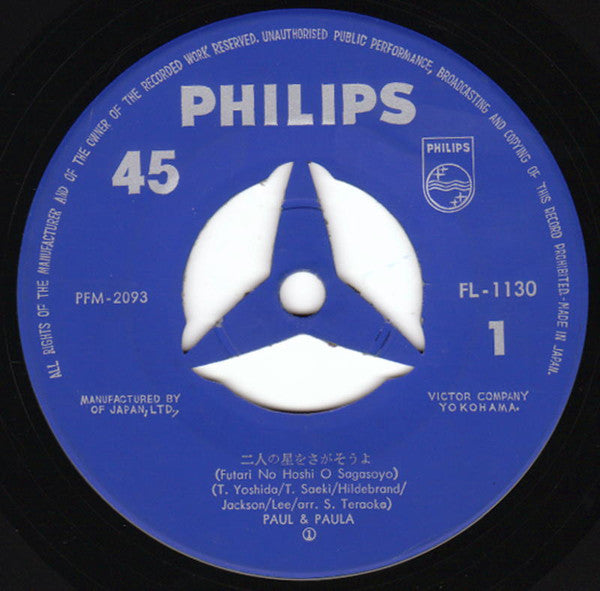 ALL RIGHTS OF THE MANUFACTURER AND OF THE OWNER OF THE RECORDED WORK RESERVED. UNAUTHORISED PUBLIC PERFORMANCE, BROADCASTING AND COPYING OF THIS RECORD PROHIBITED - MADE IN JAPAN.
PHILIPS
45
PHILIPS
PFM-2093
FL-1130
1
MANUFACTURED BY VICTOR COMPANY
OF JAPAN, LTD., YOKOHAMA.
二人の星をさがそうよ
(Futari No Hoshi O Sagasoyo)
(T. Yoshida/T. Saeki/Hildebrand/
Jackson/Lee/arr. S. Teraoka)
PAUL & PAULA
①